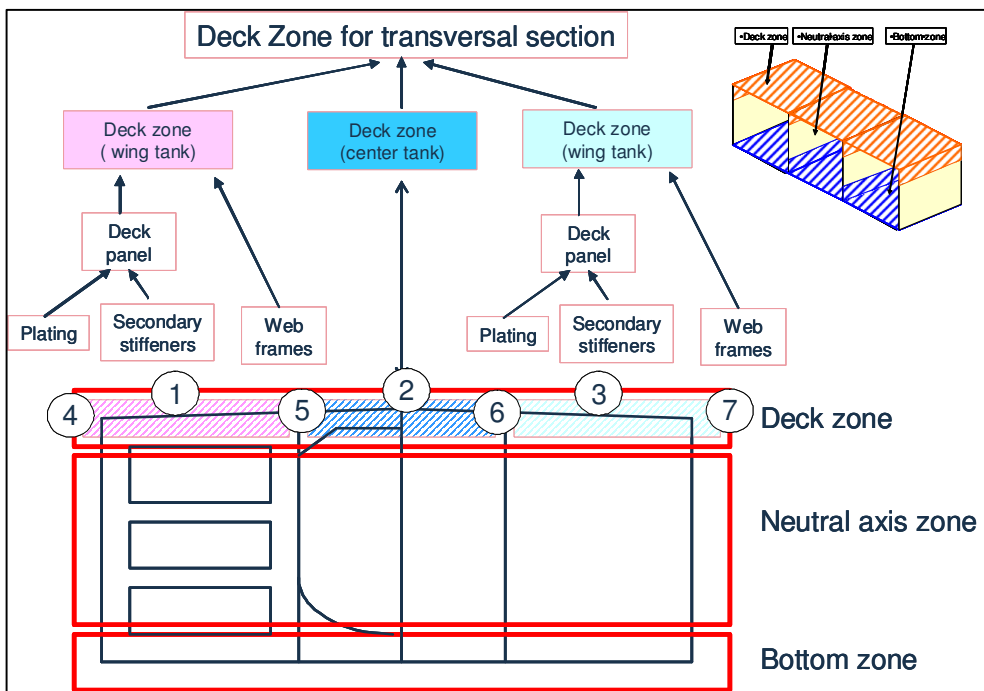 Deck Zone for transversal section
•Deck zone
•Neutral axis zone
•Bottom zone
Deck zone
( wing tank)
Deck zone
(center tank)
Deck zone
(wing tank)
Deck
panel
Deck
panel
Plating
Secondary
stiffeners
Web
frames
Plating
Secondary
stiffeners
Web
frames
1
2
3
4
5
6
7
Deck zone
Neutral axis zone
Bottom zone